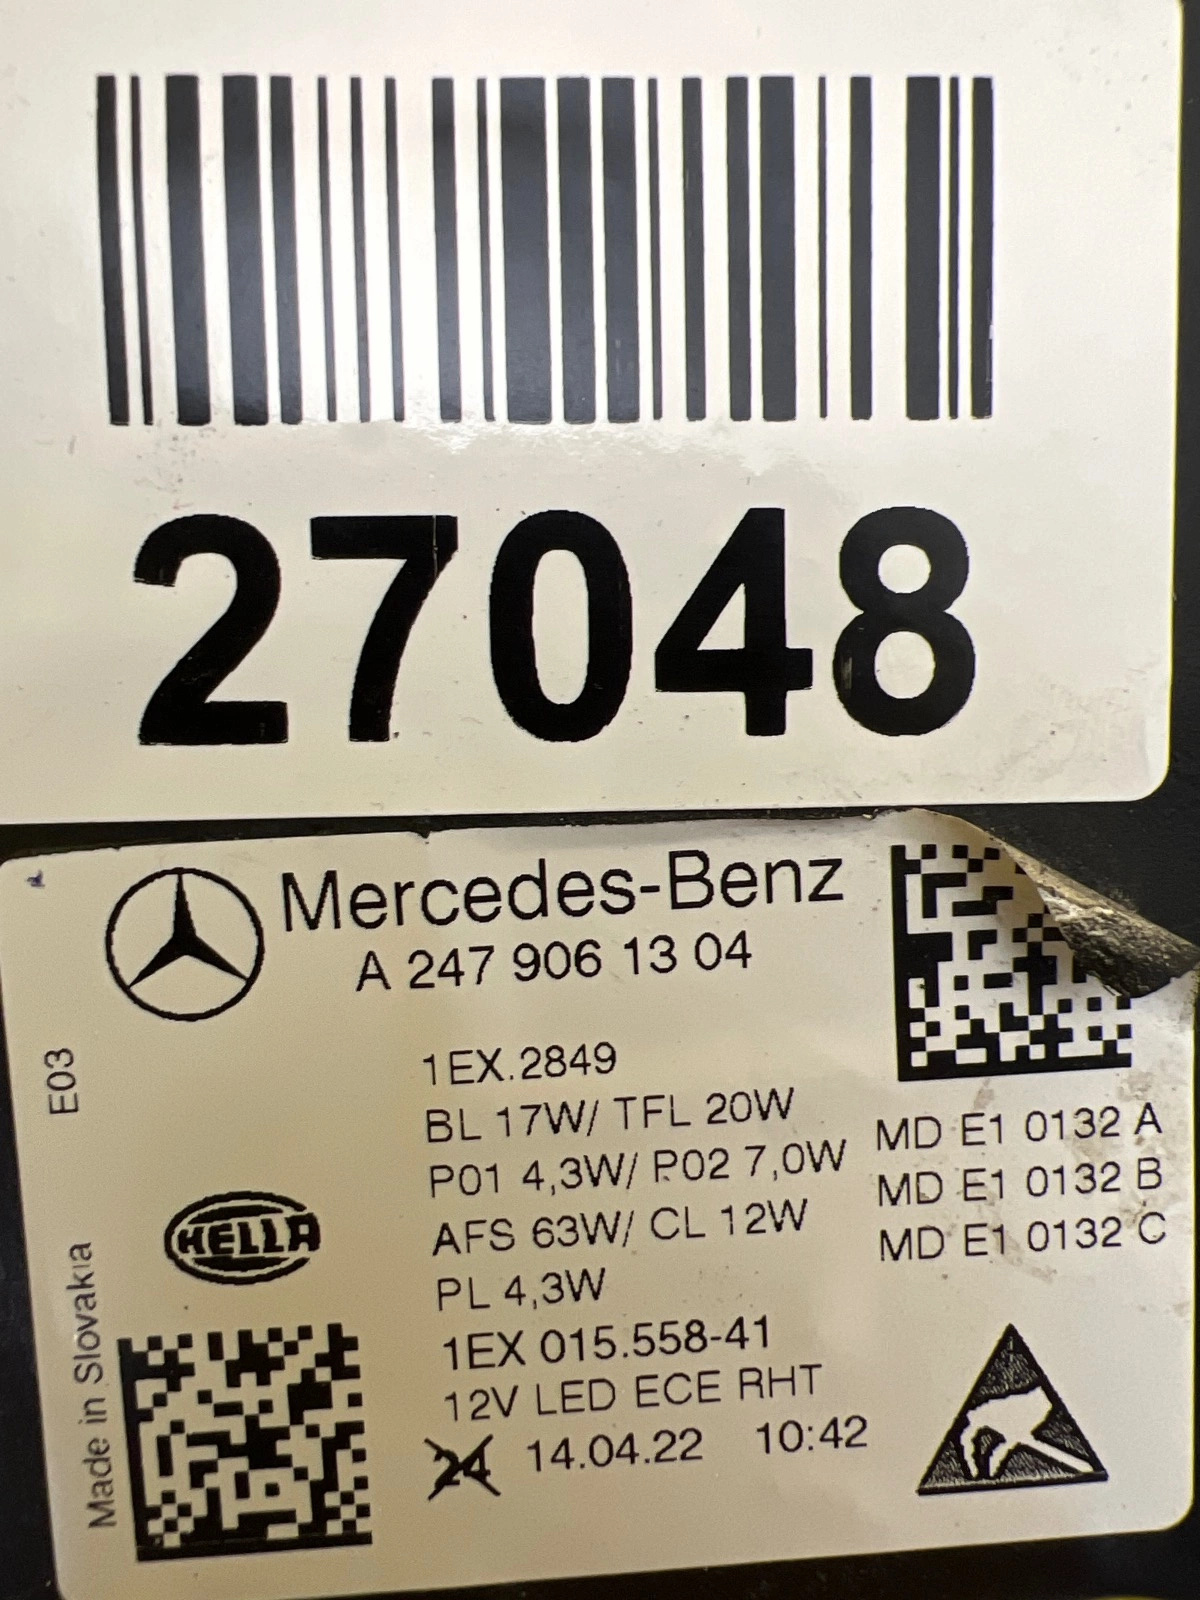 27048
Mercedes-Benz
A 247 906 13 04
E03
1EX.2849
BL 17W/ TFL 20W
P01 4,3W/ P02 7,0W
AFS 63W/ CL 12W
PL 4,3W
MD E1 0132 A
MD E1 0132 B
MD E1 0132 C
HELLA
Made in Slovakia
1EX 015.558-41
12V LED ECE RHT
24 14.04.22 10:42